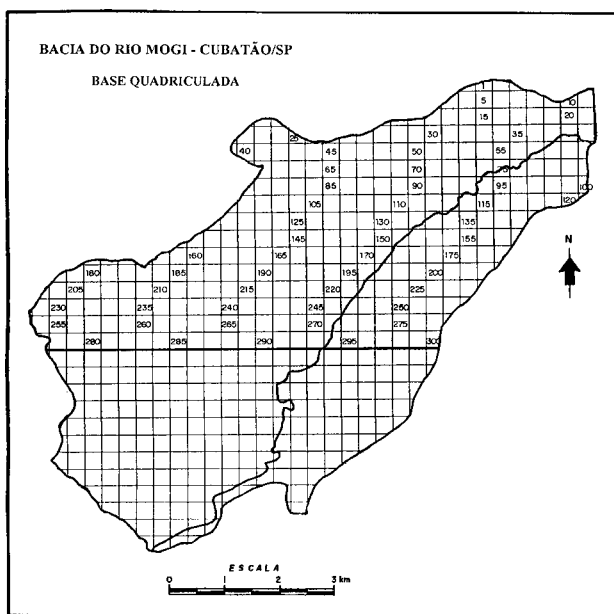 BACIA DO RIO MOGI - CUBATÃO/SP
BASE QUADRICULADA
1
5 10
15 20
25 30 35
40 45 50 55
65 70 75
85 90 95 100
105 110 115 120
125 130 135
145 150 155
160 165 170 175
180 185 190 195 200
205 210 215 220 225
230 235 240 245 250
255 260 265 270 275
280 285 290 295 300
N
ESCALA
0 1 2 3 km